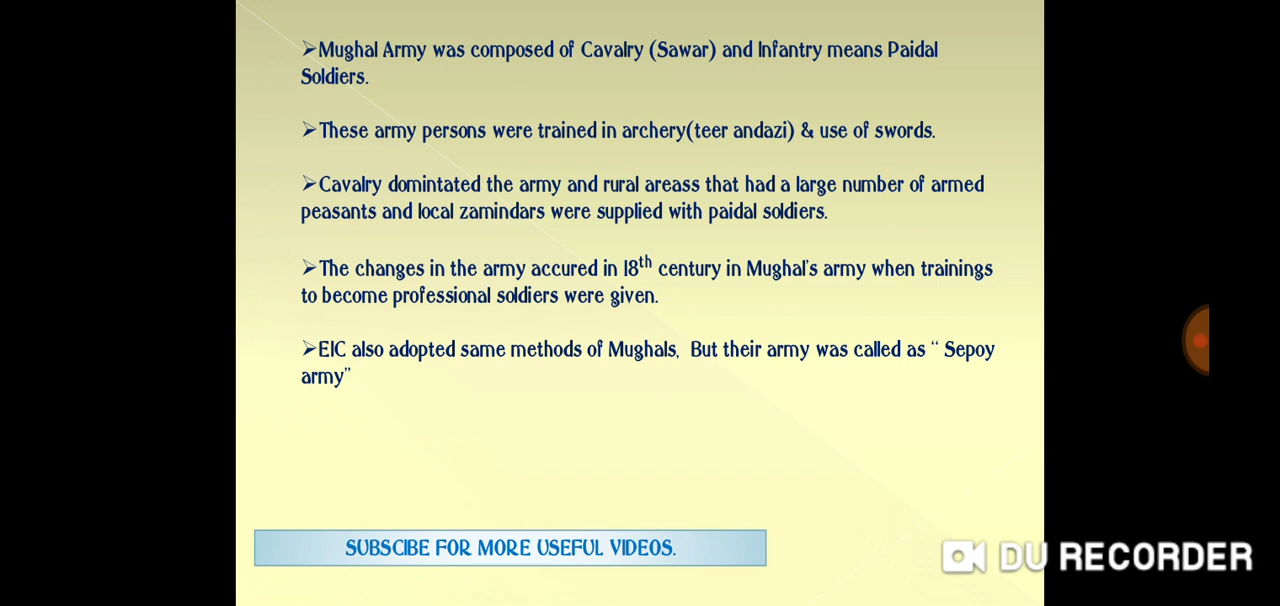 ➢Mughal Army was composed of Cavalry (Sawar) and Infantry means Paidal
Soldiers.
➢These army persons were trained in archery(teer andazi) & use of swords.
➢Cavalry domintated the army and rural areass that had a large number of armed
peasants and local zamindars were supplied with paidal soldiers.
➢The changes in the army accured in 18th century in Mughal's army when trainings
to become professional soldiers were given.
➢EIC also adopted same methods of Mughals, But their army was called as “ Sepoy
army”
SUBSCIBE FOR MORE USEFUL VIDEOS.
DU RECORDER